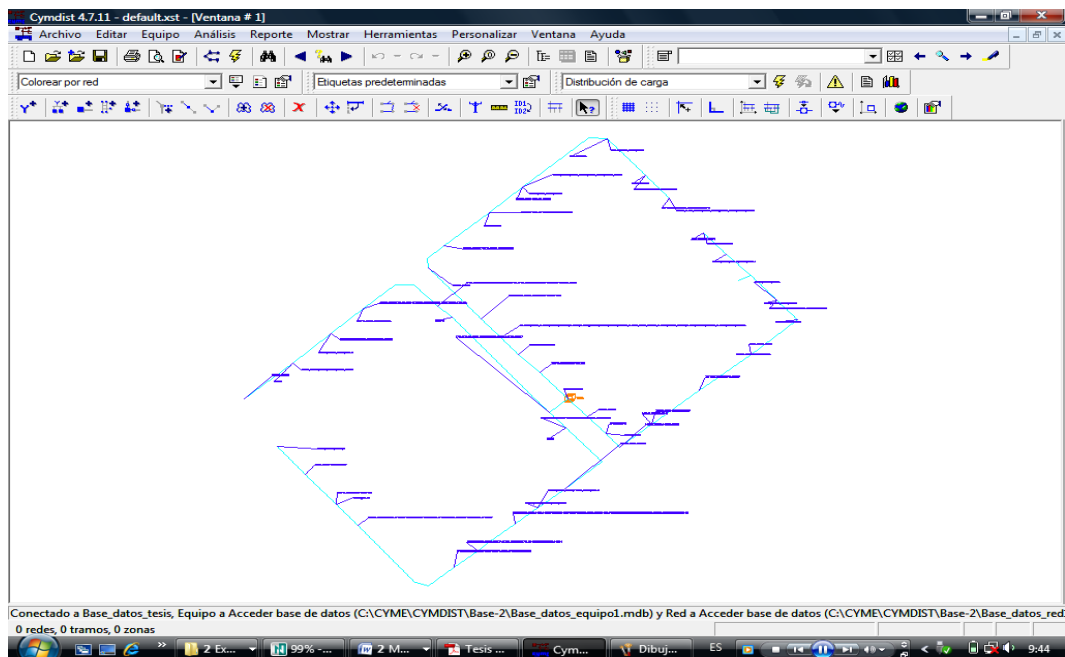 Cymdist 4.7.11 - default.xst - [Ventana # 1]
Archivo Editar Equipo Análisis Reporte Mostrar Herramientas Personalizar Ventana Ayuda
Colorear por red Etiquetas predeterminadas Distribución de carga
ID1 ID2
Conectado a Base_datos_tesis, Equipo a Acceder base de datos (C:\CYME\CYMDIST\Base-2\Base_datos_equipo1.mdb) y Red a Acceder base de datos (C:\CYME\CYMDIST\Base-2\Base_datos_red
0 redes, 0 tramos, 0 zonas
2 Ex... 99% -... 2 M... Tesis ... Cym... Dibuj... ES 9:44